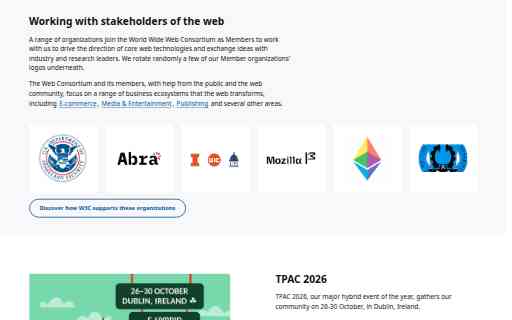 Working with stakeholders of the web
A range of organizations join the World Wide Web Consortium as Members to work
with us to drive the direction of core web technologies and exchange ideas with
industry and research leaders. We rotate randomly a few of our Member organizations'
logos underneath.
The Web Consortium and its members, with help from the public and the web
community, focus on a range of business ecosystems that the web transforms,
including E-commerce, Media & Entertainment, Publishing and several other areas.
Abra
Mozilla
Discover how W3C supports these organizations
26–30 OCTOBER
DUBLIN, IRELAND ☘
TPAC 2026
TPAC 2026, our major hybrid event of the year, gathers our
community on 26-30 October, in Dublin, Ireland.